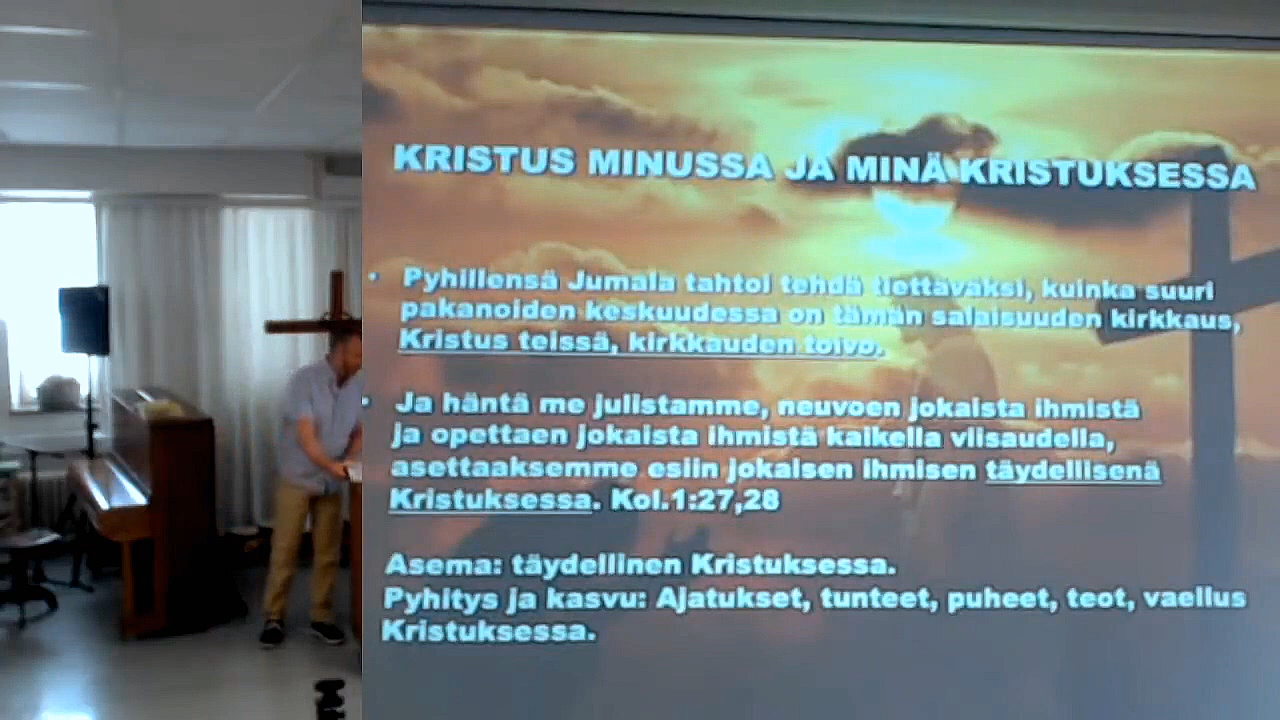 KRISTUS MINUSSA JA MINÄ KRISTUKSESSA
• Pyhillensä Jumala tahtoi tehdä tiettäväksi, kuinka suuri
pakanoiden keskuudessa on tämän salaisuuden kirkkaus,
Kristus teissä, kirkkauden toivo.
• Ja häntä me julistamme, neuvoen jokaista ihmistä
ja opettaen jokaista ihmistä kaikella viisaudella,
asettaaksemme esiin jokaisen ihmisen täydellisenä
Kristuksessa. Kol.1:27,28
Asema: täydellinen Kristuksessa.
Pyhitys ja kasvu: Ajatukset, tunteet, puheet, teot, vaellus
Kristuksessa.